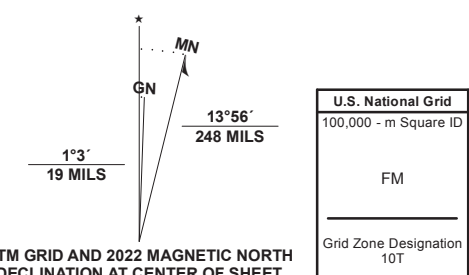 ★
MN
GN
13°56´
248 MILS
1°3´
19 MILS
TM GRID AND 2022 MAGNETIC NORTH
DECLINATION AT CENTER OF SHEET
U.S. National Grid
100,000 - m Square ID
FM
Grid Zone Designation
10T